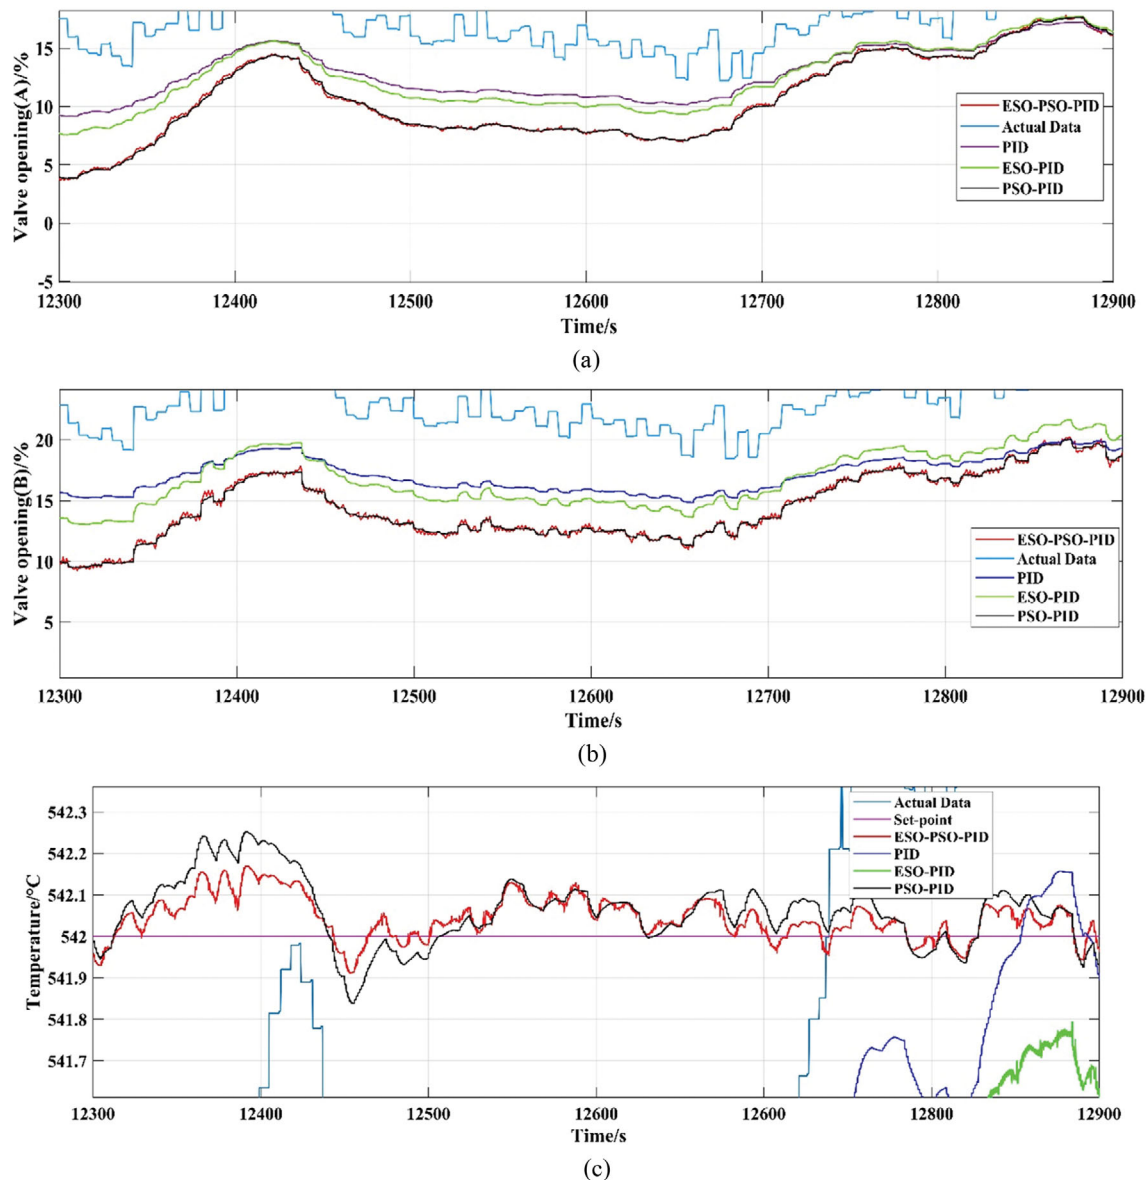 Valve opening(A)/%
15
10
5
0
-5
ESO-PSO-PID
Actual Data
PID
ESO-PID
PSO-PID
12300 12400 12500 12600 12700 12800 12900
Time/s
(a)
Valve opening(B)/%
20
15
10
5
ESO-PSO-PID
Actual Data
PID
ESO-PID
PSO-PID
12300 12400 12500 12600 12700 12800 12900
Time/s
(b)
Temperature/°C
542.3
542.2
542.1
542
541.9
541.8
541.7
Actual Data
Set-point
ESO-PSO-PID
PID
ESO-PID
PSO-PID
12300 12400 12500 12600 12600 12800 12900
Time/s
(c)